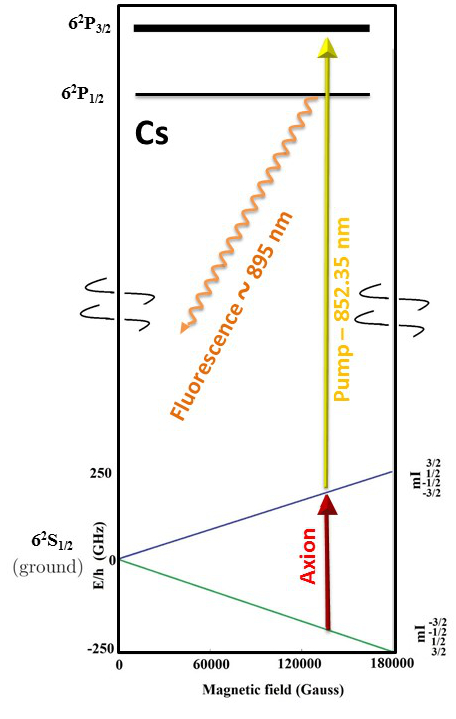 6²P₃/₂
6²P₁/₂
Cs
Fluorescence ~ 895 nm
Pump – 852.35 nm
250
6²S₁/₂
(ground)
0
-250
E/h (GHz)
Axion
mI
3/2
1/2
-1/2
-3/2
mI
-3/2
-1/2
1/2
3/2
0
60000
120000
180000
Magnetic field (Gauss)